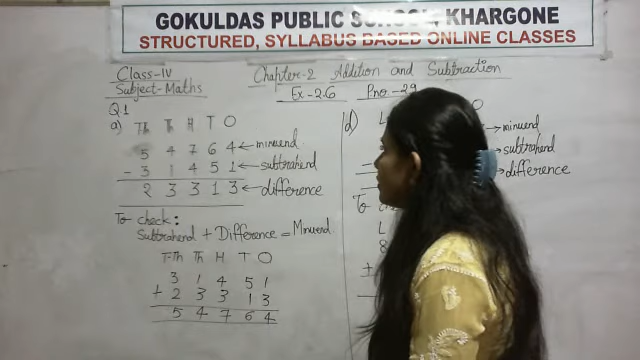 GOKULDAS PUBLIC SCHOOL, KHARGONE
STRUCTURED, SYLLABUS BASED ONLINE CLASSES
Class-IV
Subject-Maths
Chapter-2 Addition and Subtraction
Ex-2.6 Pno.-29
Q1
a) Th Th H T O
5 4 7 6 4 ← minuend
- 3 1 4 5 1 ← subtrahend
2 3 3 1 3 ← difference
To check:
Subtrahend + Difference = Minuend
T-Th Th H T O
3 1 4 5 1
+ 2 3 3 1 3
5 4 7 6 4
d) L O
→ minuend
→ subtrahend
→ difference
To
L
8
+